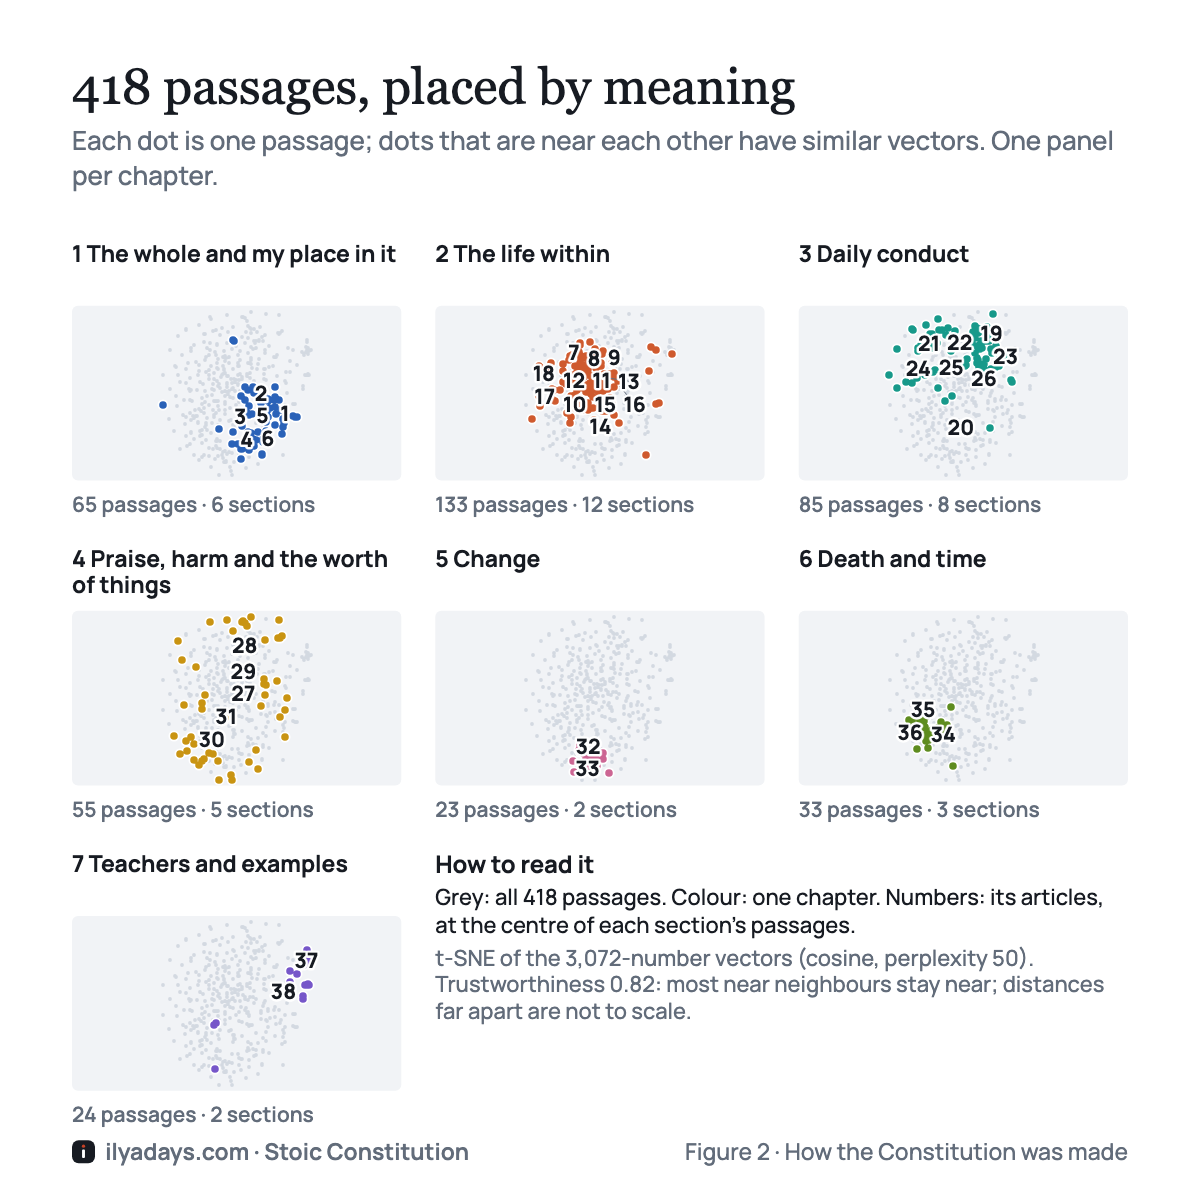 418 passages, placed by meaning
Each dot is one passage; dots that are near each other have similar vectors. One panel
per chapter.
1 The whole and my place in it
2
3 5 1
4 6
65 passages · 6 sections
2 The life within
7 8 9
18 12 11 13
17 10 15 16
14
133 passages · 12 sections
3 Daily conduct
19
21 22 23
24 25 26
20
85 passages · 8 sections
4 Praise, harm and the worth
of things
28
29
27
31
30
55 passages · 5 sections
5 Change
32
33
23 passages · 2 sections
6 Death and time
35
36 34
33 passages · 3 sections
7 Teachers and examples
37
38
24 passages · 2 sections
How to read it
Grey: all 418 passages. Colour: one chapter. Numbers: its articles,
at the centre of each section’s passages.
t-SNE of the 3,072-number vectors (cosine, perplexity 50).
Trustworthiness 0.82: most near neighbours stay near; distances
far apart are not to scale.
ilyadays.com · Stoic Constitution
Figure 2 · How the Constitution was made